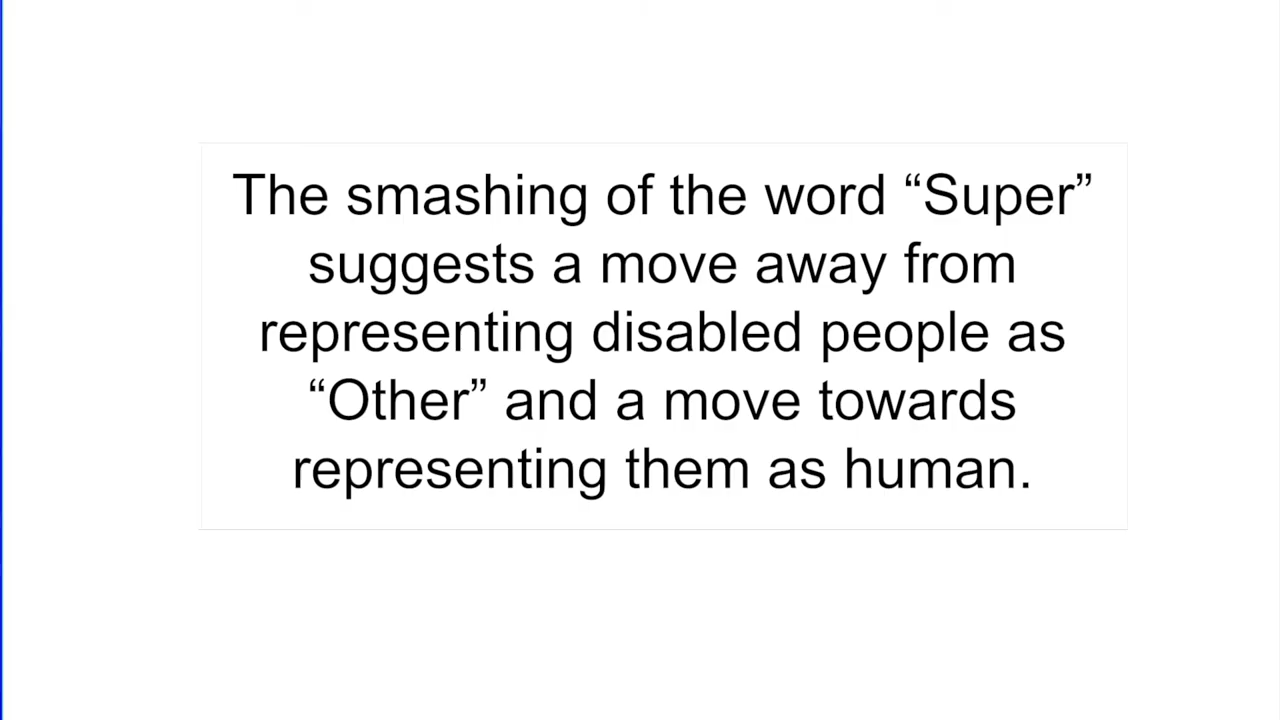 The smashing of the word “Super”
suggests a move away from
representing disabled people as
“Other” and a move towards
representing them as human.